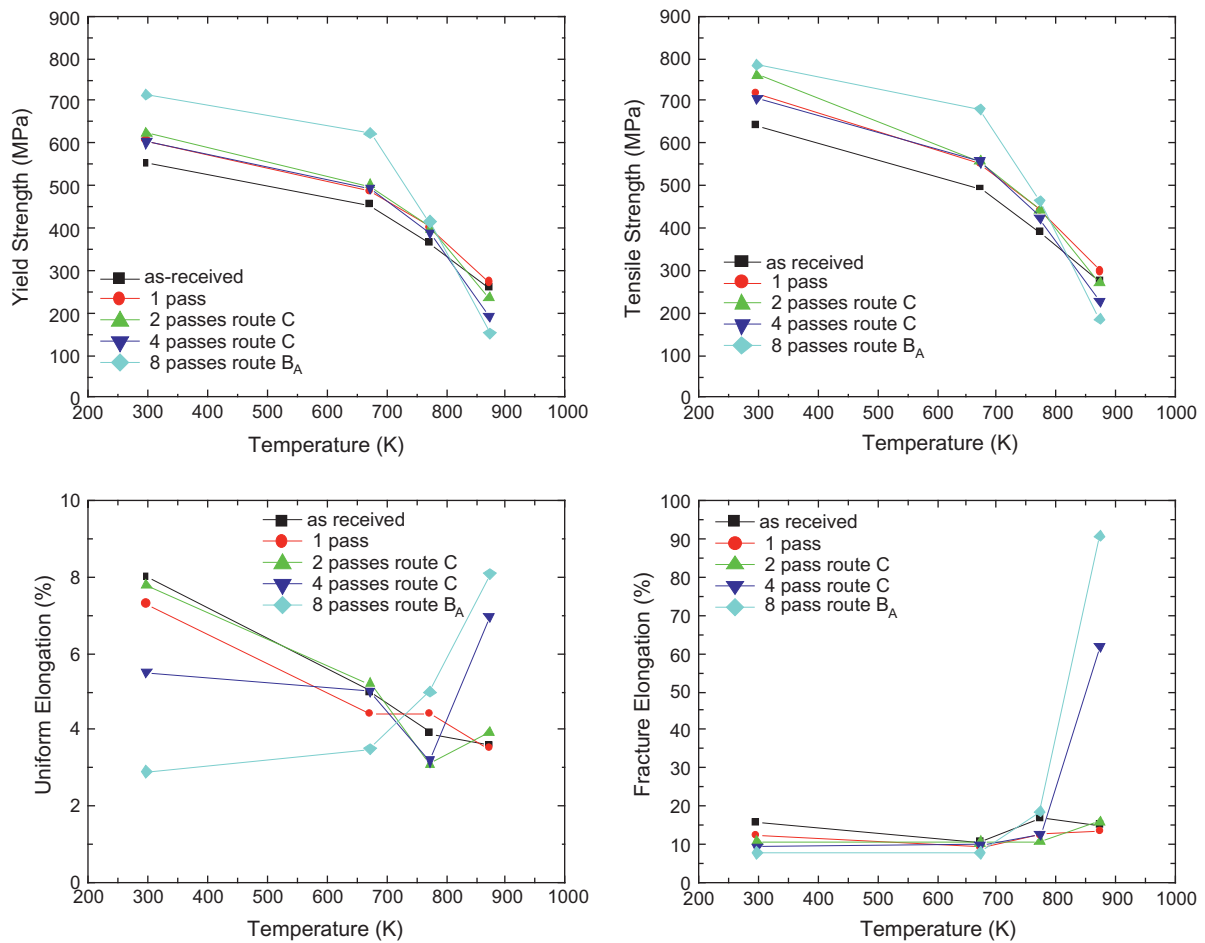 900
800
700
600
500
400
300
200
100
0
Yield Strength (MPa)
as-received
1 pass
2 passes route C
4 passes route C
8 passes route BA
200 300 400 500 600 700 800 900 1000
Temperature (K)
900
800
700
600
500
400
300
200
100
0
Tensile Strength (MPa)
as received
1 pass
2 passes route C
4 passes route C
8 passes route BA
200 300 400 500 600 700 800 900 1000
Temperature (K)
10
8
6
4
2
0
Uniform Elongation (%)
as received
1 pass
2 passes route C
4 passes route C
8 passes route BA
200 300 400 500 600 700 800 900 1000
Temperature (K)
100
90
80
70
60
50
40
30
20
10
0
Fracture Elongation (%)
as received
1 pass
2 pass route C
4 pass route C
8 pass route BA
200 300 400 500 600 700 800 900 1000
Temperature (K)